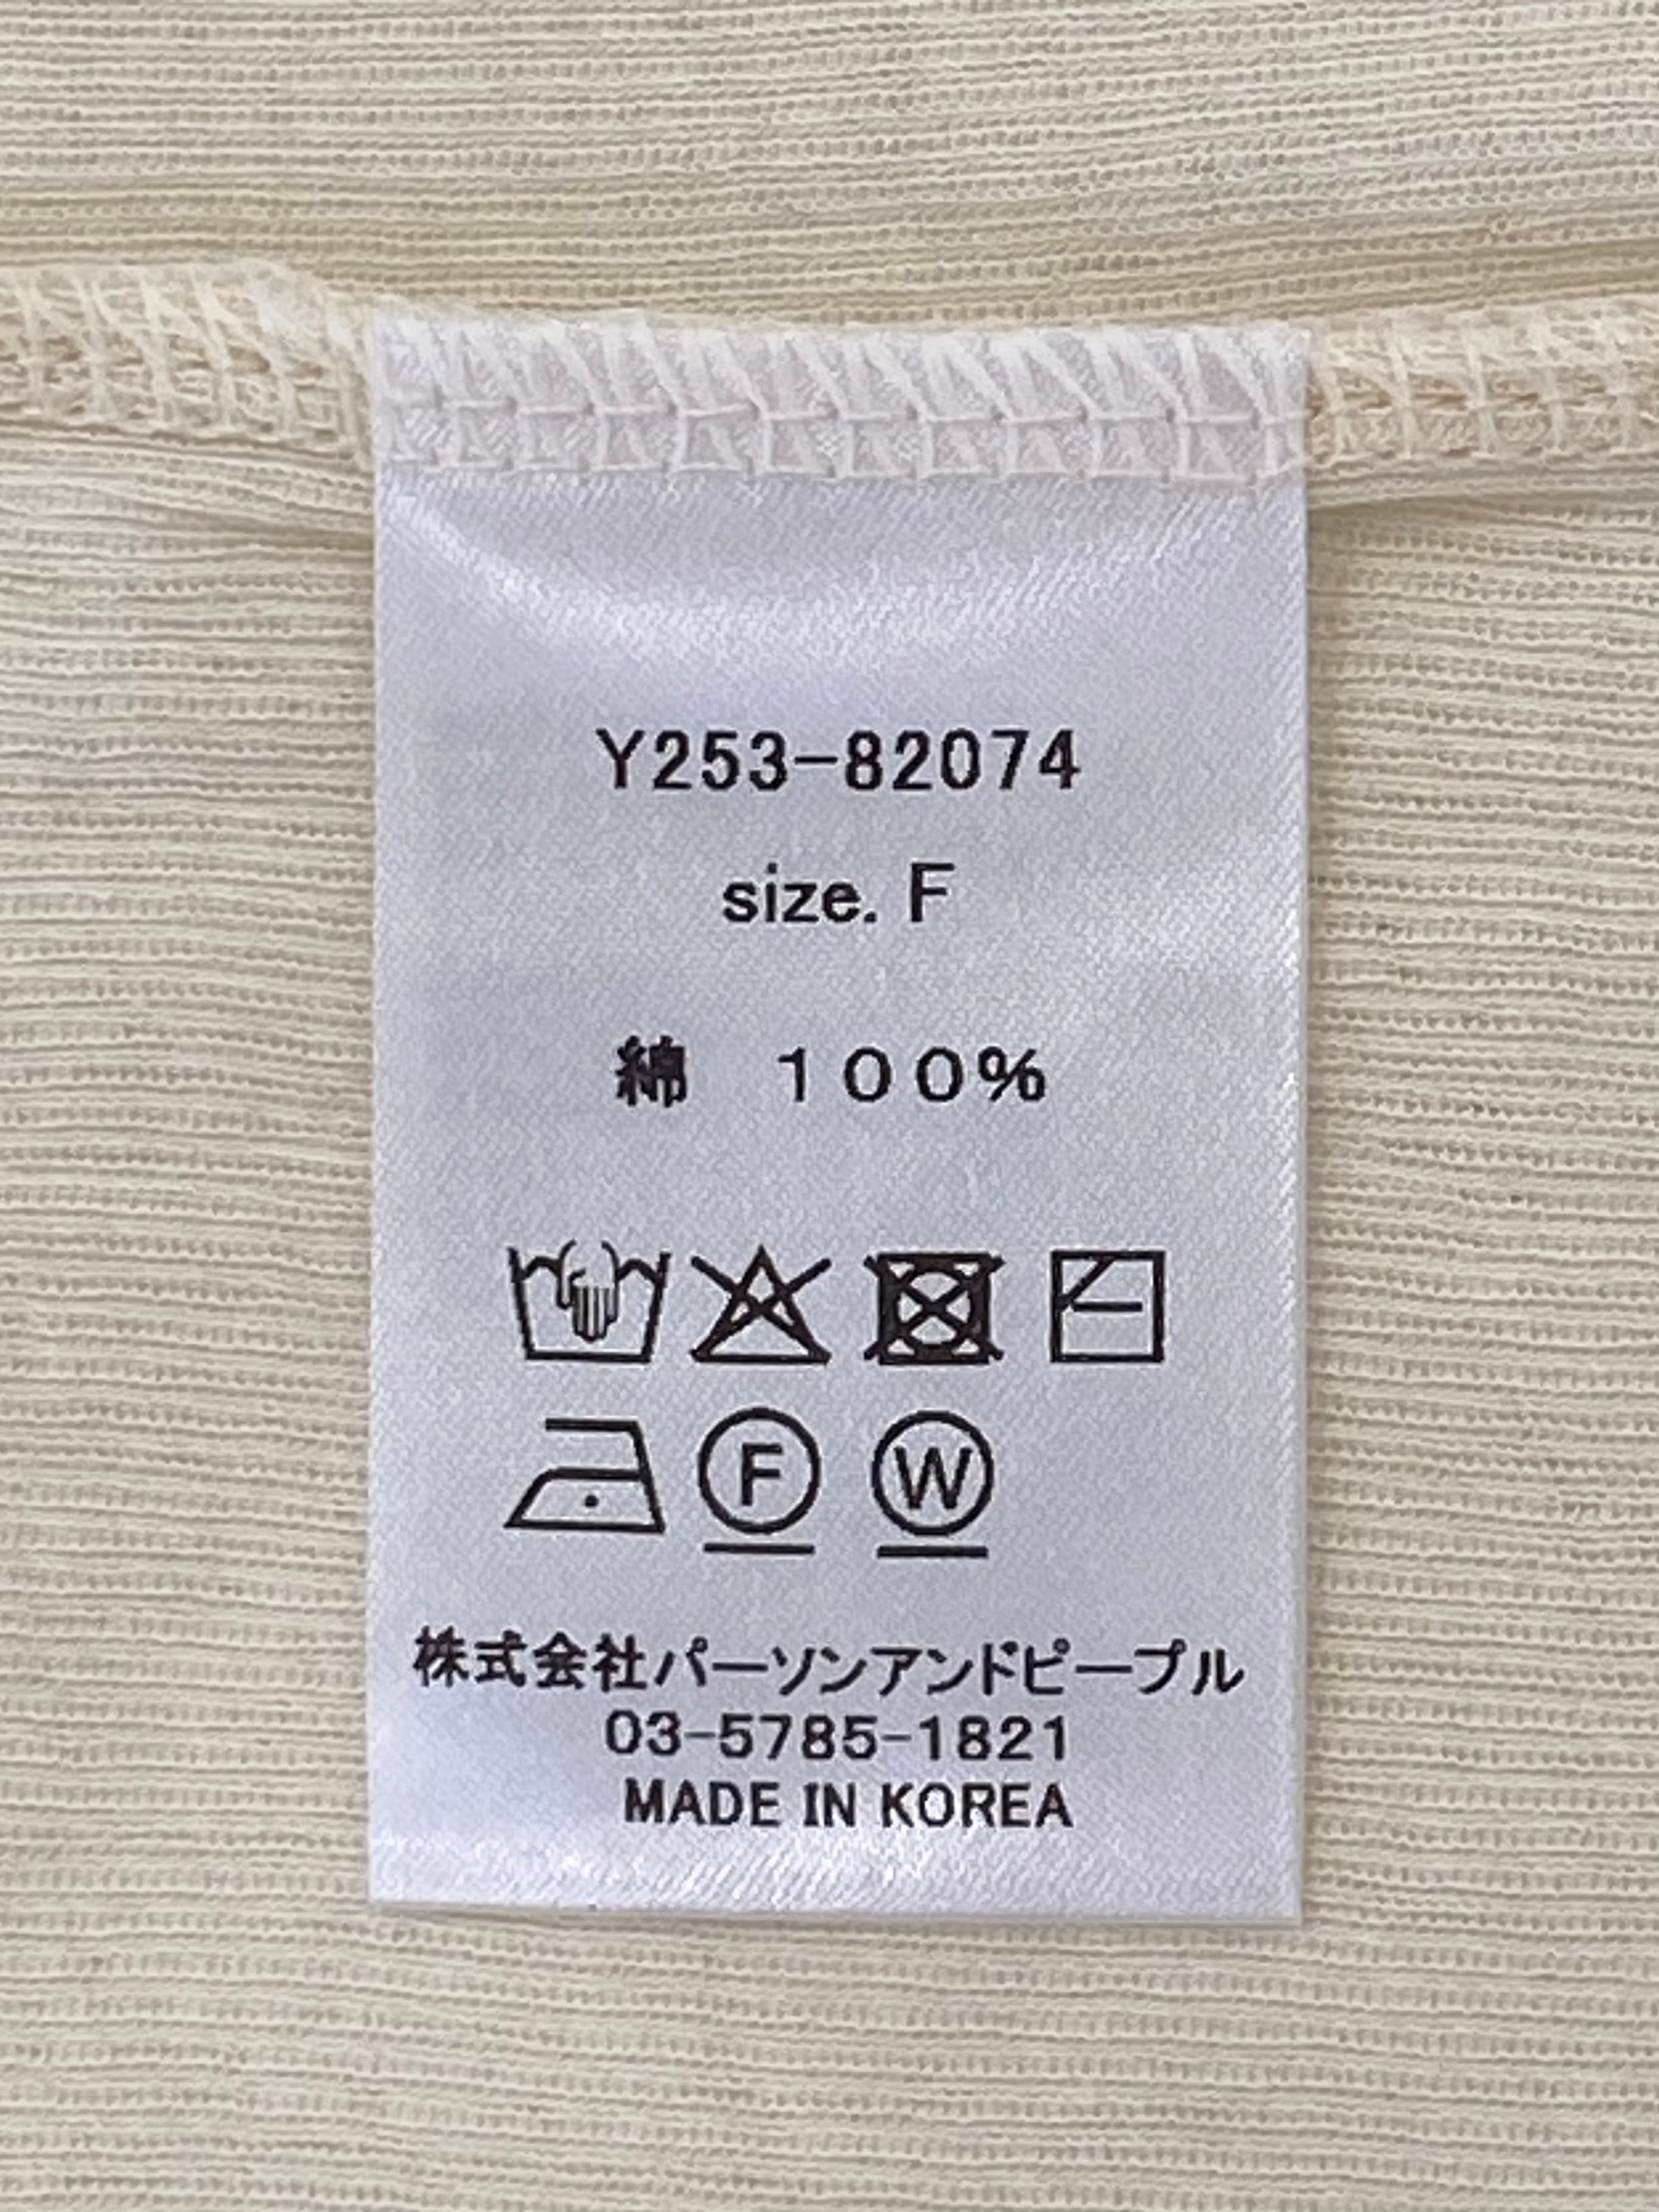 Y253-82074
size. F
綿　１００％
F W
株式会社パーソンアンドピープル
03-5785-1821
MADE IN KOREA